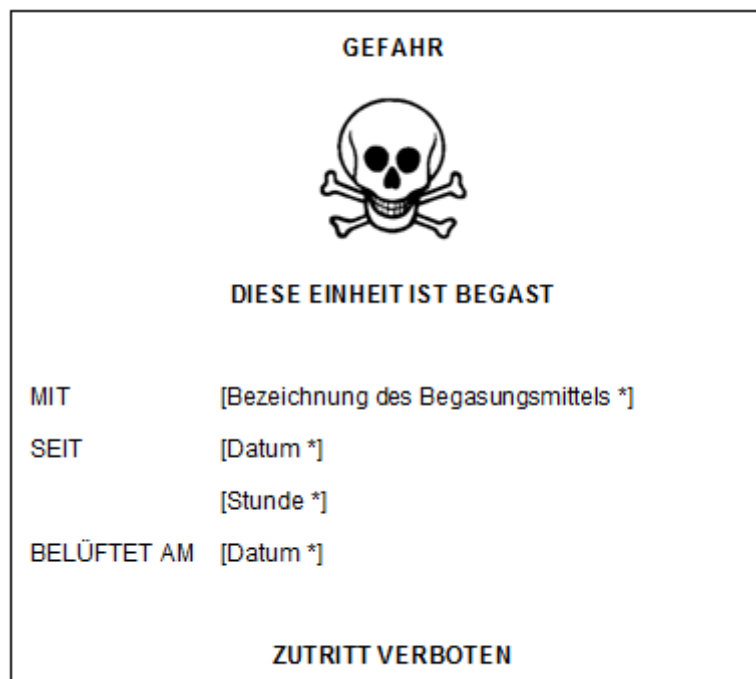 GEFAHR
DIESE EINHEIT IST BEGAST
MIT [Bezeichnung des Begasungsmittels *]
SEIT [Datum *]
[Stunde *]
BELÜFTET AM [Datum *]
ZUTRITT VERBOTEN